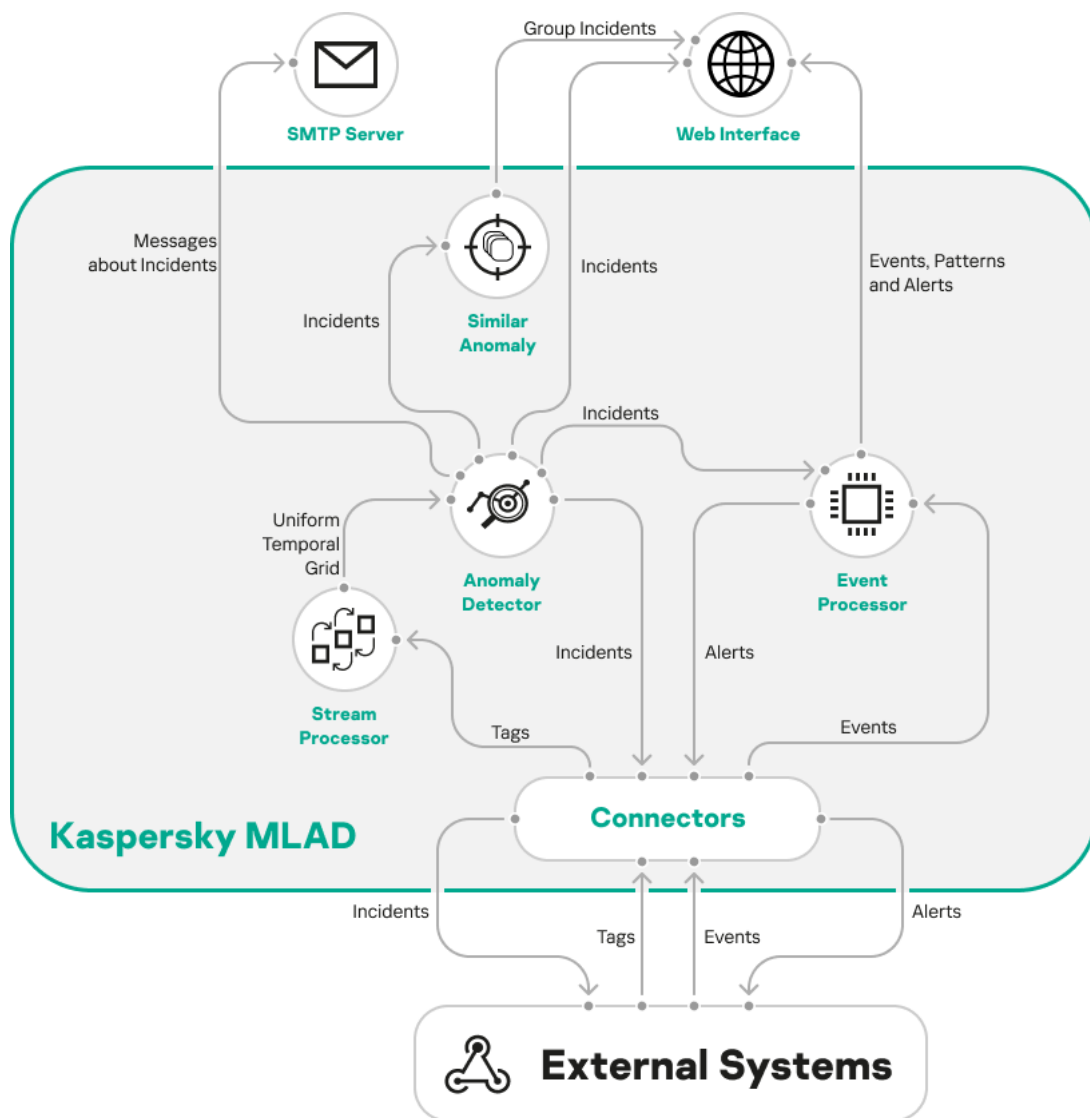 Group Incidents
SMTP Server
Web Interface
Messages
about Incidents
Incidents
Events, Patterns
and Alerts
Incidents
Similar
Anomaly
Incidents
Uniform
Temporal
Grid
Anomaly
Detector
Event
Processor
Incidents
Alerts
Stream
Processor
Tags
Events
Connectors
Kaspersky MLAD
Incidents
Alerts
Tags
Events
External Systems